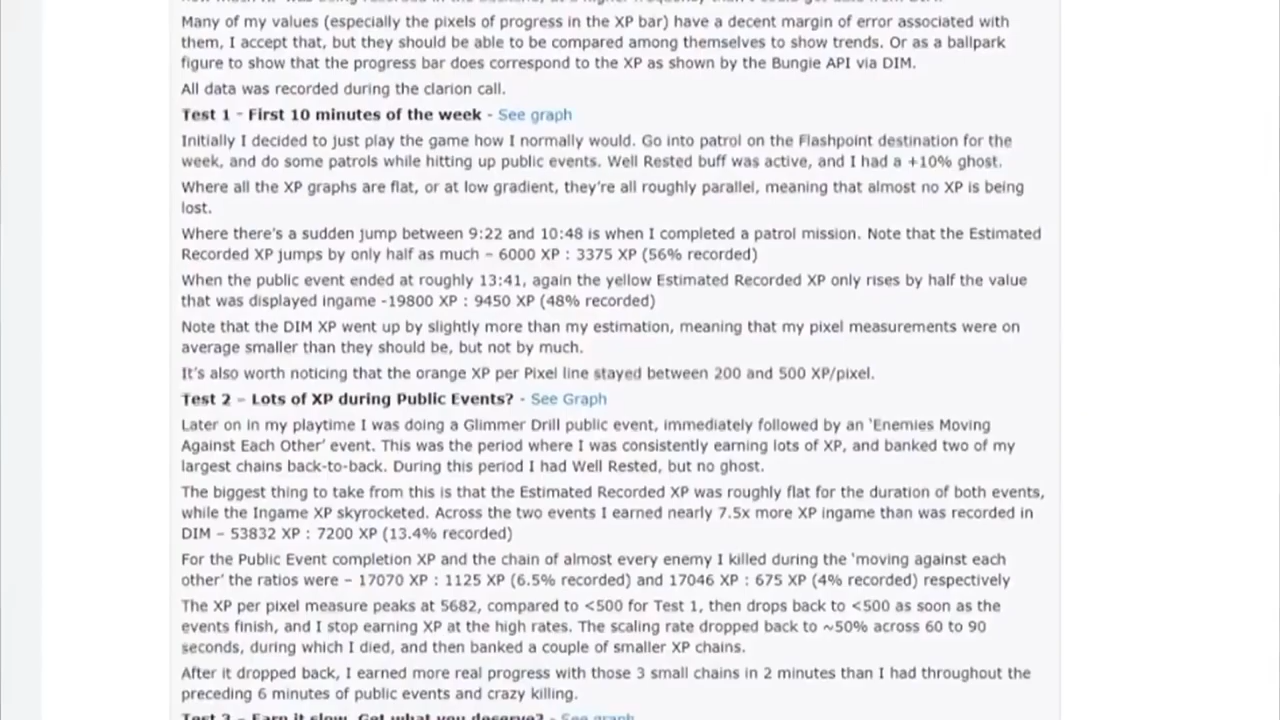 Many of my values (especially the pixels of progress in the XP bar) have a decent margin of error associated with
them, I accept that, but they should be able to be compared among themselves to show trends. Or as a ballpark
figure to show that the progress bar does correspond to the XP as shown by the Bungie API via DIM.
All data was recorded during the clarion call.
Test 1 - First 10 minutes of the week - See graph
Initially I decided to just play the game how I normally would. Go into patrol on the Flashpoint destination for the
week, and do some patrols while hitting up public events. Well Rested buff was active, and I had a +10% ghost.
Where all the XP graphs are flat, or at low gradient, they're all roughly parallel, meaning that almost no XP is being
lost.
Where there's a sudden jump between 9:22 and 10:48 is when I completed a patrol mission. Note that the Estimated
Recorded XP jumps by only half as much – 6000 XP : 3375 XP (56% recorded)
When the public event ended at roughly 13:41, again the yellow Estimated Recorded XP only rises by half the value
that was displayed ingame -19800 XP : 9450 XP (48% recorded)
Note that the DIM XP went up by slightly more than my estimation, meaning that my pixel measurements were on
average smaller than they should be, but not by much.
It's also worth noticing that the orange XP per Pixel line stayed between 200 and 500 XP/pixel.
Test 2 – Lots of XP during Public Events? - See Graph
Later on in my playtime I was doing a Glimmer Drill public event, immediately followed by an 'Enemies Moving
Against Each Other' event. This was the period where I was consistently earning lots of XP, and banked two of my
largest chains back-to-back. During this period I had Well Rested, but no ghost.
The biggest thing to take from this is that the Estimated Recorded XP was roughly flat for the duration of both events,
while the Ingame XP skyrocketed. Across the two events I earned nearly 7.5x more XP ingame than was recorded in
DIM – 53832 XP : 7200 XP (13.4% recorded)
For the Public Event completion XP and the chain of almost every enemy I killed during the 'moving against each
other' the ratios were – 17070 XP : 1125 XP (6.5% recorded) and 17046 XP : 675 XP (4% recorded) respectively
The XP per pixel measure peaks at 5682, compared to <500 for Test 1, then drops back to <500 as soon as the
events finish, and I stop earning XP at the high rates. The scaling rate dropped back to ~50% across 60 to 90
seconds, during which I died, and then banked a couple of smaller XP chains.
After it dropped back, I earned more real progress with those 3 small chains in 2 minutes than I had throughout the
preceding 6 minutes of public events and crazy killing.
Test 3 – Earn it slow, Get what you deserve? - See graph